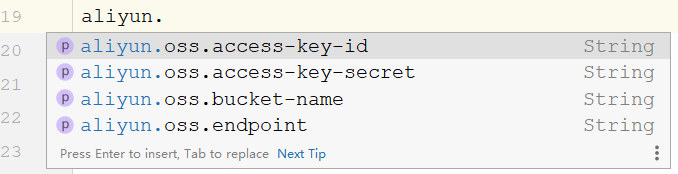 19 aliyun.
20 p aliyun.oss.access-key-id String
21 p aliyun.oss.access-key-secret String
22 p aliyun.oss.bucket-name String
23 p aliyun.oss.endpoint String
Press Enter to insert, Tab to replace Next Tip